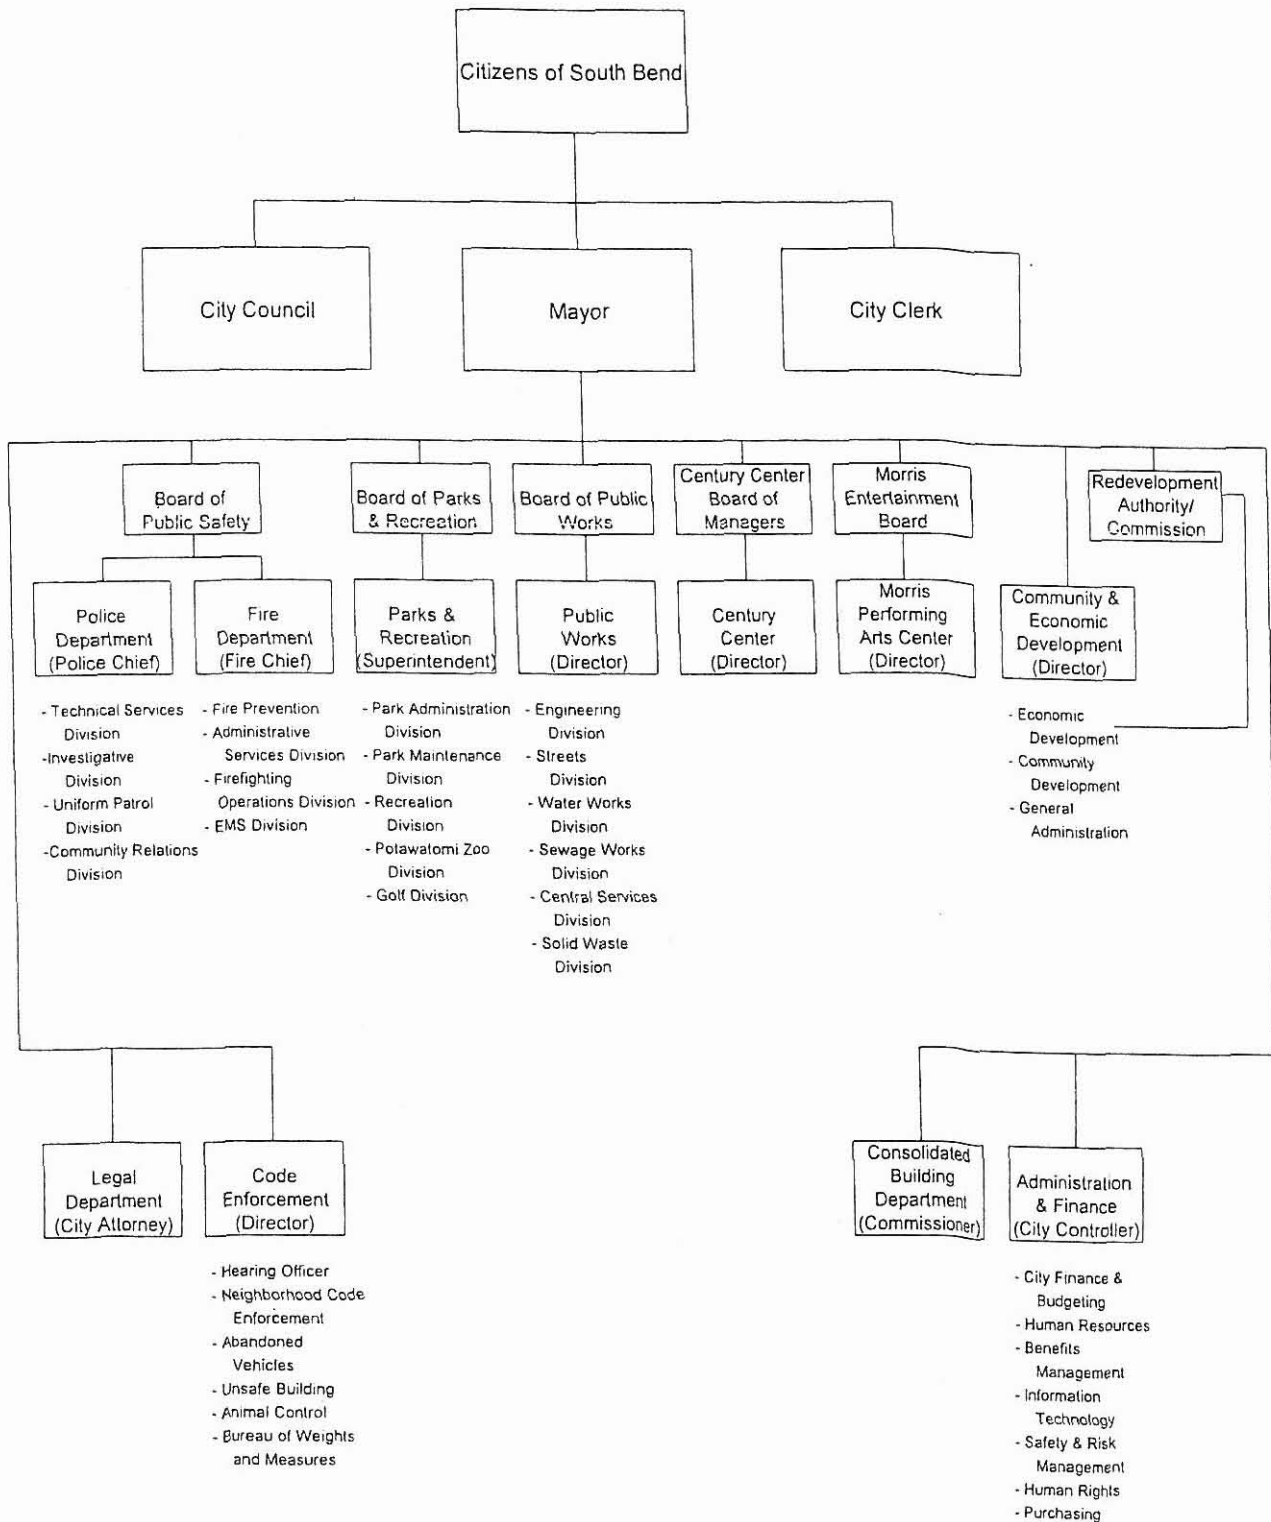 Citizens of South Bend
City Council
Mayor
City Clerk
Board of
Public Safety
Board of Parks
& Recreation
Board of Public
Works
Century Center
Board of
Managers
Morris
Entertainment
Board
Redevelopment
Authority/
Commission
Police
Department
(Police Chief)
Fire
Department
(Fire Chief)
Parks &
Recreation
(Superintendent)
Public
Works
(Director)
Century
Center
(Director)
Morris
Performing
Arts Center
(Director)
Community &
Economic
Development
(Director)
- Technical Services
Division
-Investigative
Division
- Uniform Patrol
Division
-Community Relations
Division
- Fire Prevention
- Administrative
Services Division
- Firefighting
Operations Division
- EMS Division
- Park Administration
Division
- Park Maintenance
Division
- Recreation
Division
- Potawatomi Zoo
Division
- Golf Division
- Engineering
Division
- Streets
Division
- Water Works
Division
- Sewage Works
Division
- Central Services
Division
- Solid Waste
Division
- Economic
Development
- Community
Development
- General
Administration
Legal
Department
(City Attorney)
Code
Enforcement
(Director)
Consolidated
Building
Department
(Commissioner)
Administration
& Finance
(City Controller)
- Hearing Officer
- Neighborhood Code
Enforcement
- Abandoned
Vehicles
- Unsafe Building
- Animal Control
- Bureau of Weights
and Measures
- City Finance &
Budgeting
- Human Resources
- Benefits
Management
- Information
Technology
- Safety & Risk
Management
- Human Rights
- Purchasing